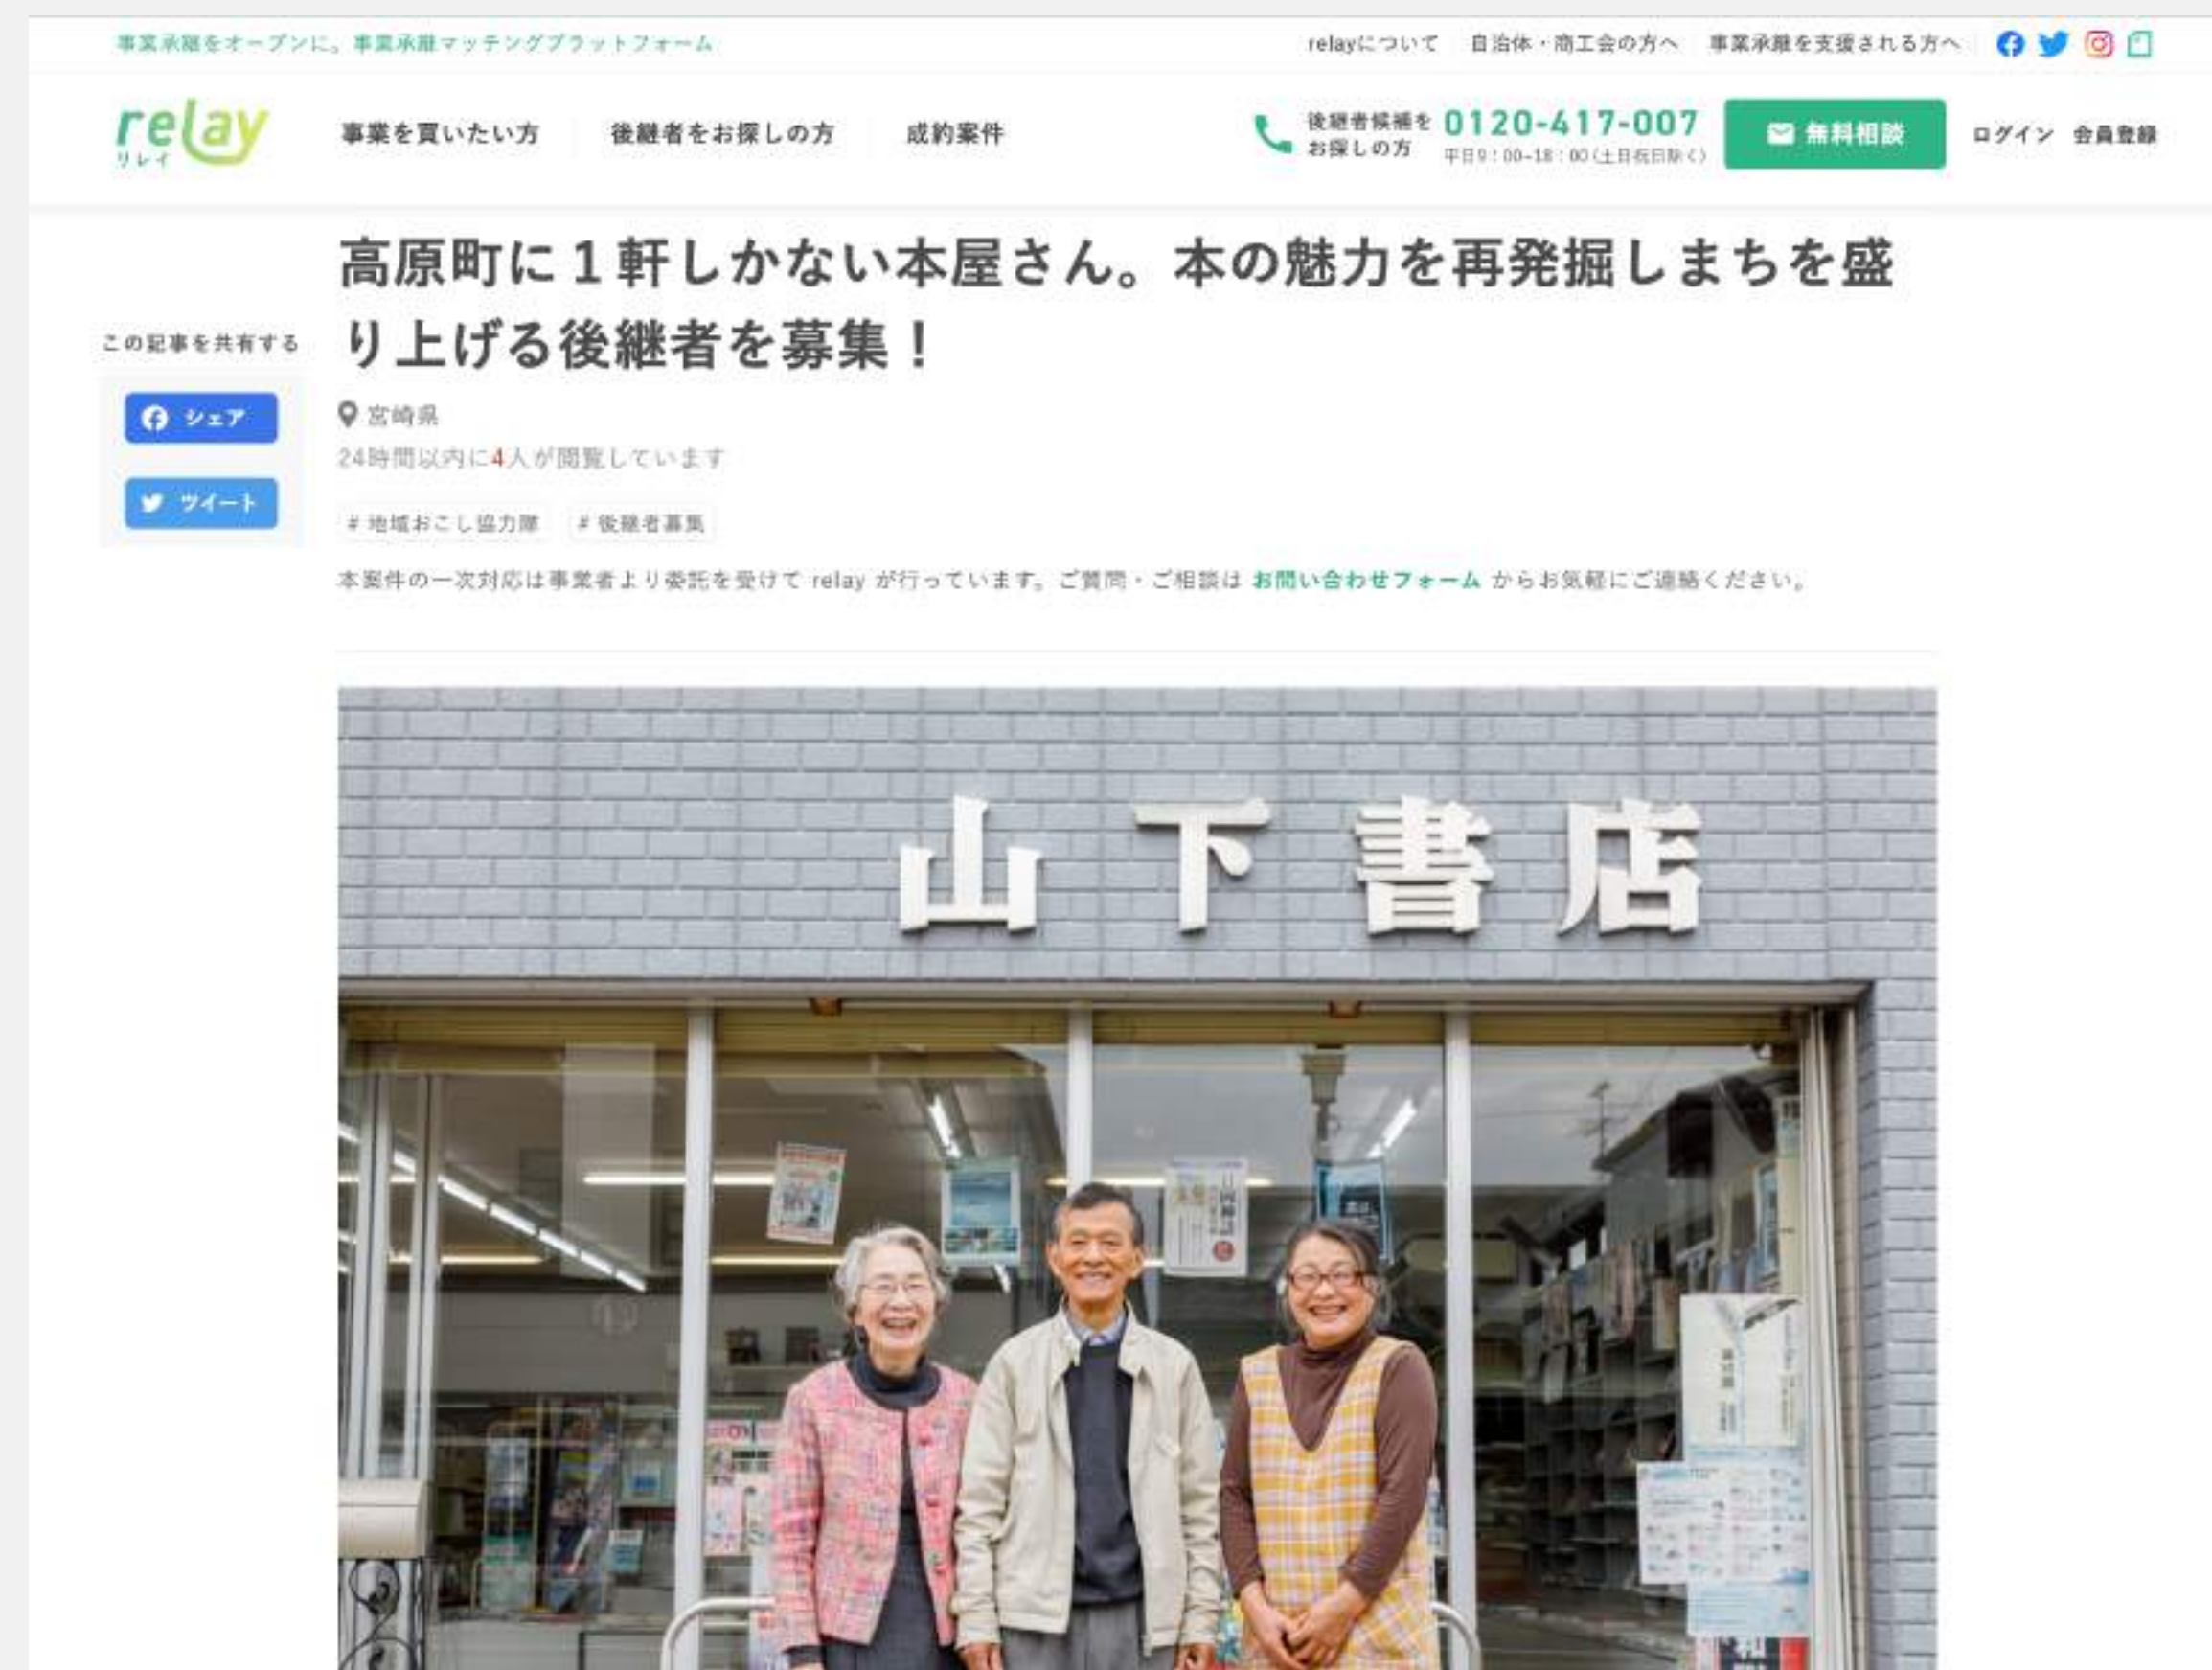 事業承継をオープンに。事業承継マッチングプラットフォーム
relayについて 自治体・商工会の方へ 事業承継を支援される方へ
relay
リレイ
事業を買いたい方 後継者をお探しの方 成約案件
後継者候補を
お探しの方
0120-417-007
平日9:00-18:00(土日祝日除く)
無料相談
ログイン 会員登録
高原町に1軒しかない本屋さん。本の魅力を再発掘しまちを盛
り上げる後継者を募集!
この記事を共有する
シェア
ツイート
宮崎県
24時間以内に4人が閲覧しています
# 地域おこし協力隊 # 後継者募集
本案件の一次対応は事業者より委託を受けて relay が行っています。ご質問・ご相談は お問い合わせフォーム からお気軽にご連絡ください。
山下書店